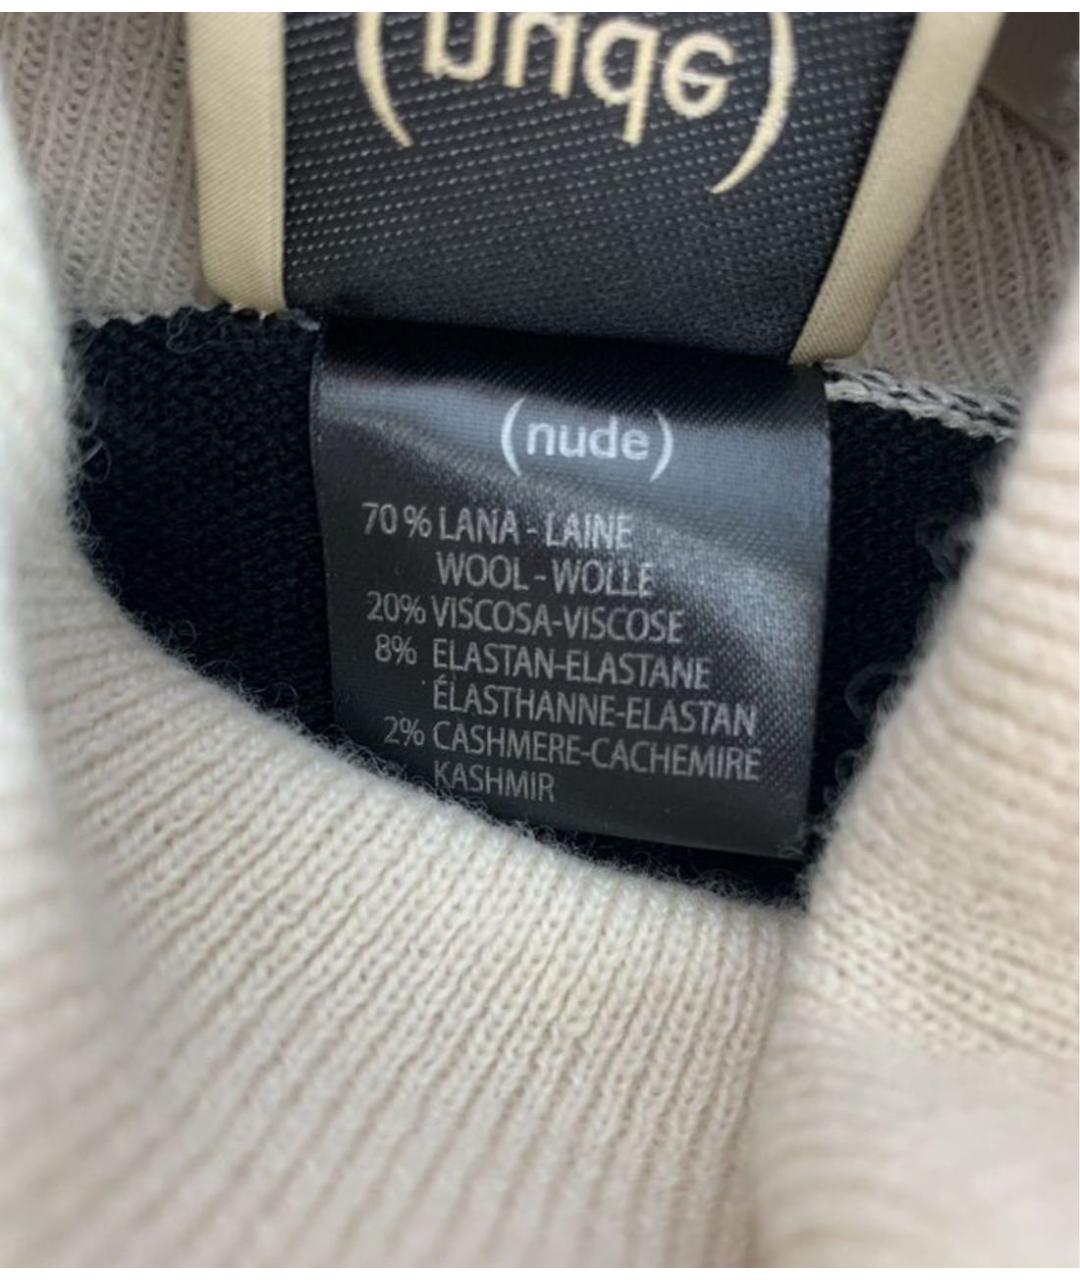 (nude)
(nude)
70% LANA - LAINE
WOOL - WOLLE
20% VISCOSA-VISCOSE
8% ELASTAN-ELASTANE
ÉLASTHANNE-ELASTAN
2% CASHMERE-CACHEMIRE
KASHMIR